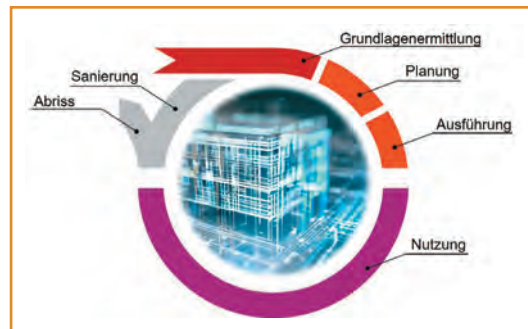 Grundlagenermittlung
Sanierung
Planung
Abriss
Ausführung
Nutzung